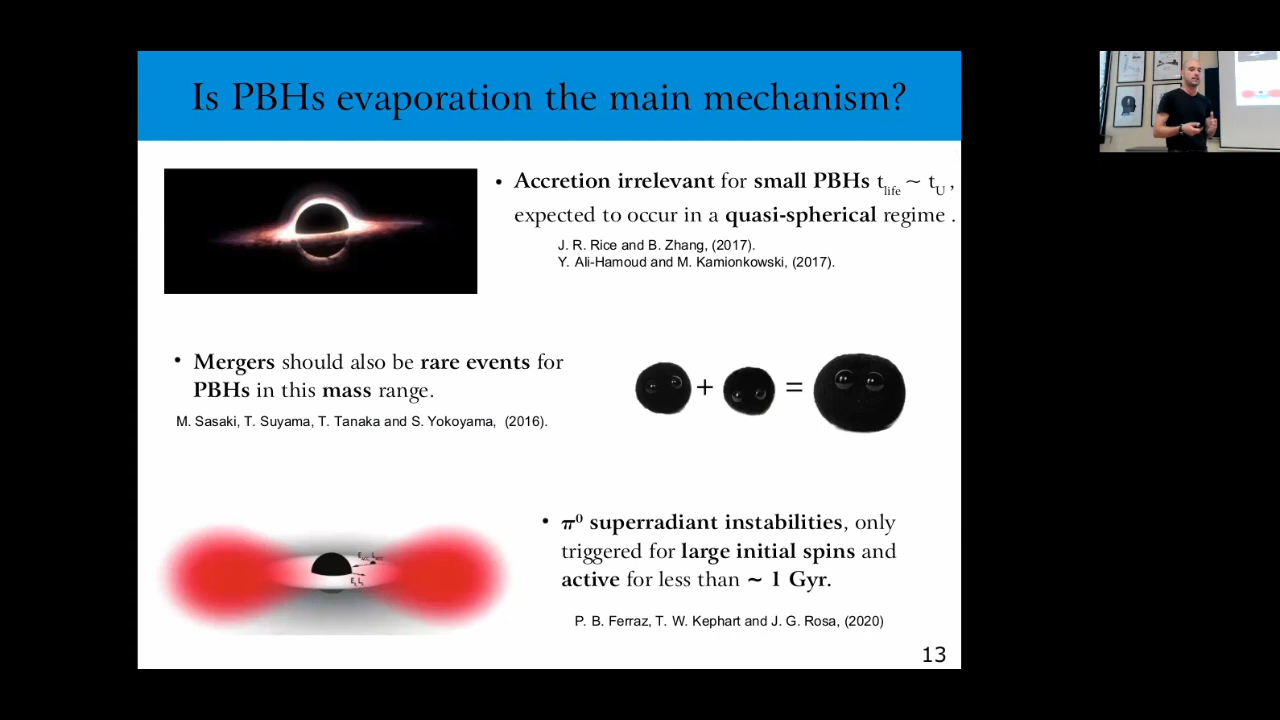 Is PBHs evaporation the main mechanism?
• Accretion irrelevant for small PBHs t_life ~ t_U ,
expected to occur in a quasi-spherical regime .
J. R. Rice and B. Zhang, (2017).
Y. Ali-Hamoud and M. Kamionkowski, (2017).
• Mergers should also be rare events for
PBHs in this mass range.
M. Sasaki, T. Suyama, T. Tanaka and S. Yokoyama, (2016).
+ =
• π⁰ superradiant instabilities, only
triggered for large initial spins and
active for less than ~ 1 Gyr.
P. B. Ferraz, T. W. Kephart and J. G. Rosa, (2020)
13